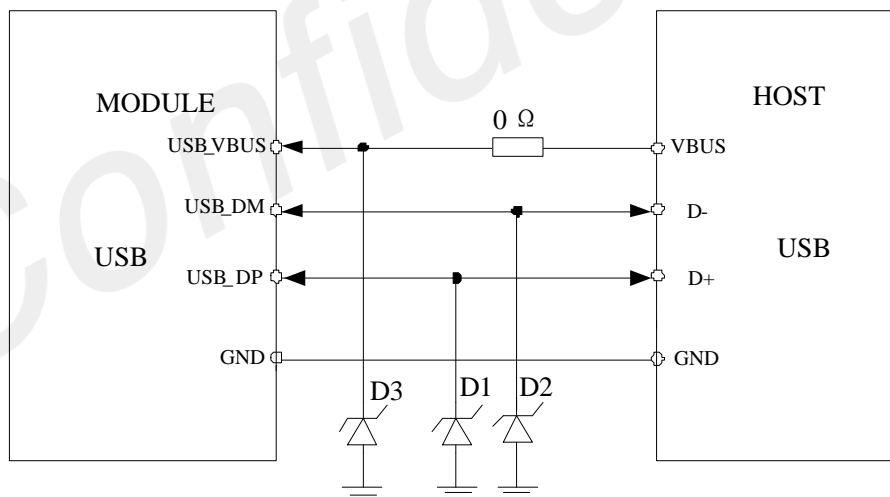 Confide
MODULE
HOST
0 Ω
USB_VBUS
VBUS
USB_DM
D-
USB
USB
USB_DP
D+
GND
GND
D3
D1
D2